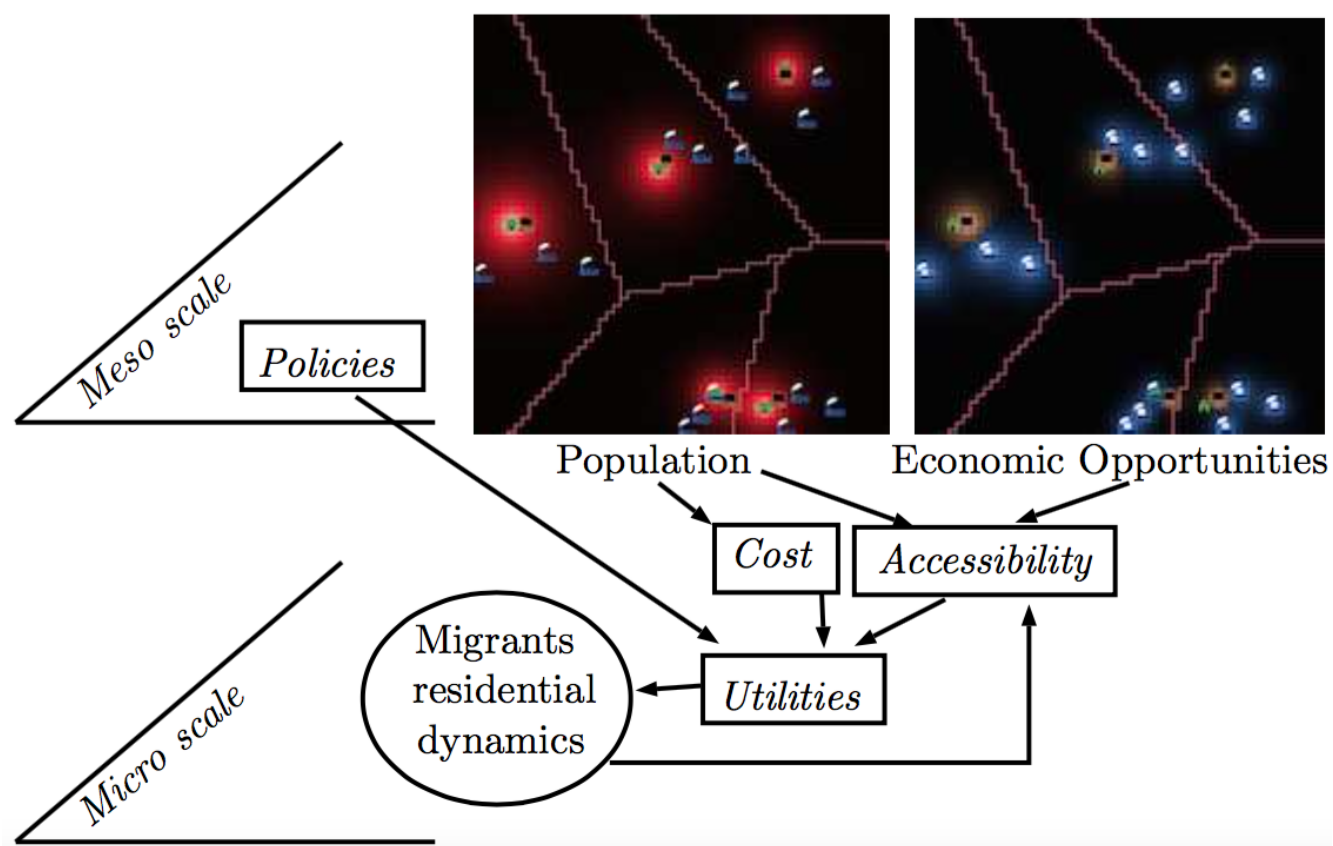 Meso scale
Policies
Population
Economic Opportunities
Cost
Accessibility
Migrants
residential
dynamics
Utilities
Micro scale